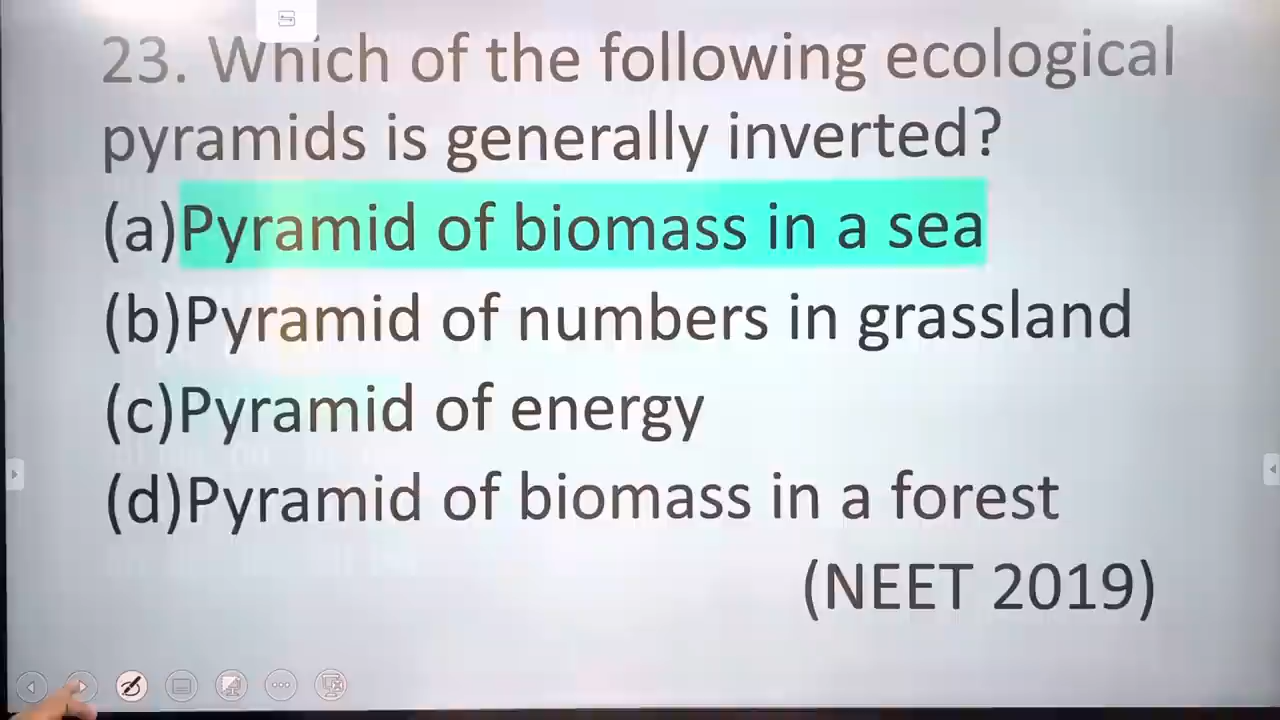 23. Which of the following ecological
pyramids is generally inverted?
(a)Pyramid of biomass in a sea
(b)Pyramid of numbers in grassland
(c)Pyramid of energy
(d)Pyramid of biomass in a forest
(NEET 2019)